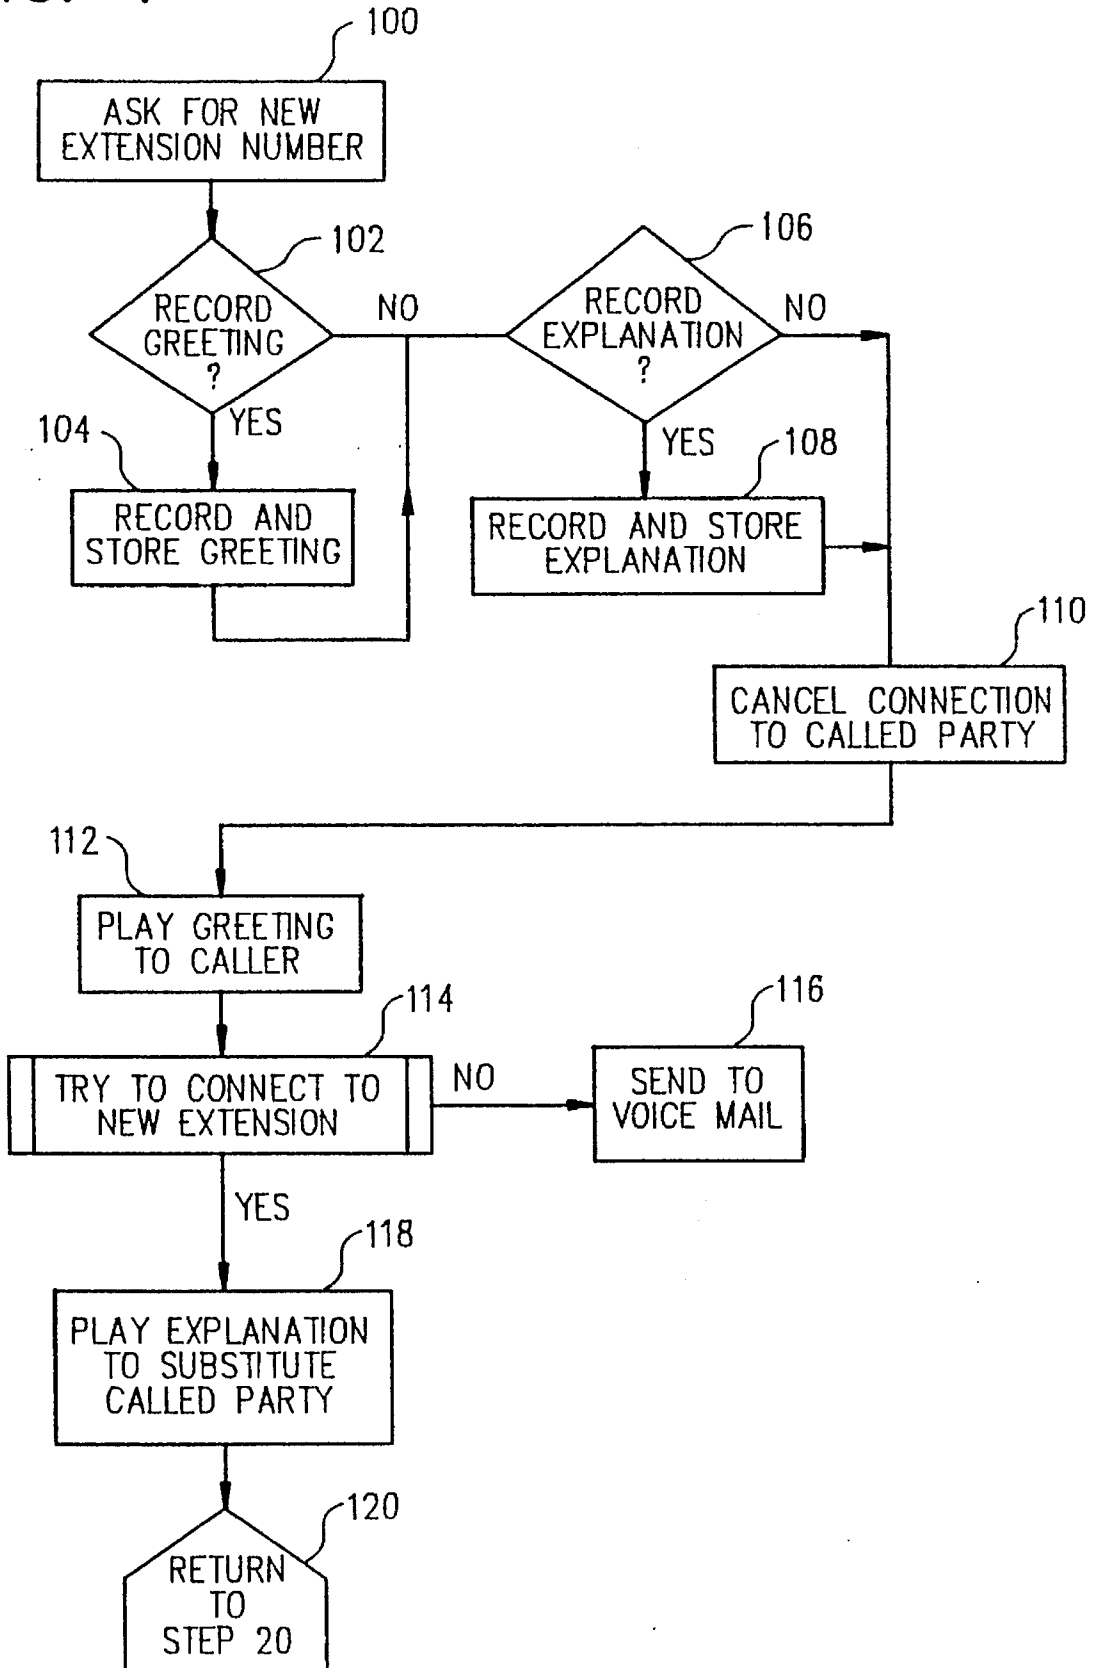 100
ASK FOR NEW
EXTENSION NUMBER
102
RECORD
GREETING
?
NO
YES
104
RECORD AND
STORE GREETING
106
RECORD
EXPLANATION
?
NO
YES
108
RECORD AND STORE
EXPLANATION
110
CANCEL CONNECTION
TO CALLED PARTY
112
PLAY GREETING
TO CALLER
114
TRY TO CONNECT TO
NEW EXTENSION
NO
116
SEND TO
VOICE MAIL
YES
118
PLAY EXPLANATION
TO SUBSTITUTE
CALLED PARTY
120
RETURN
TO
STEP 20